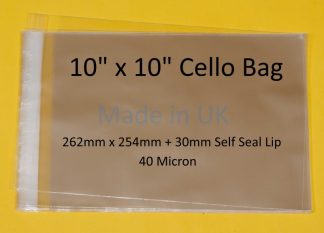 10" x 10" Cello Bag
Made in UK
262mm x 254mm + 30mm Self Seal Lip
40 Micron